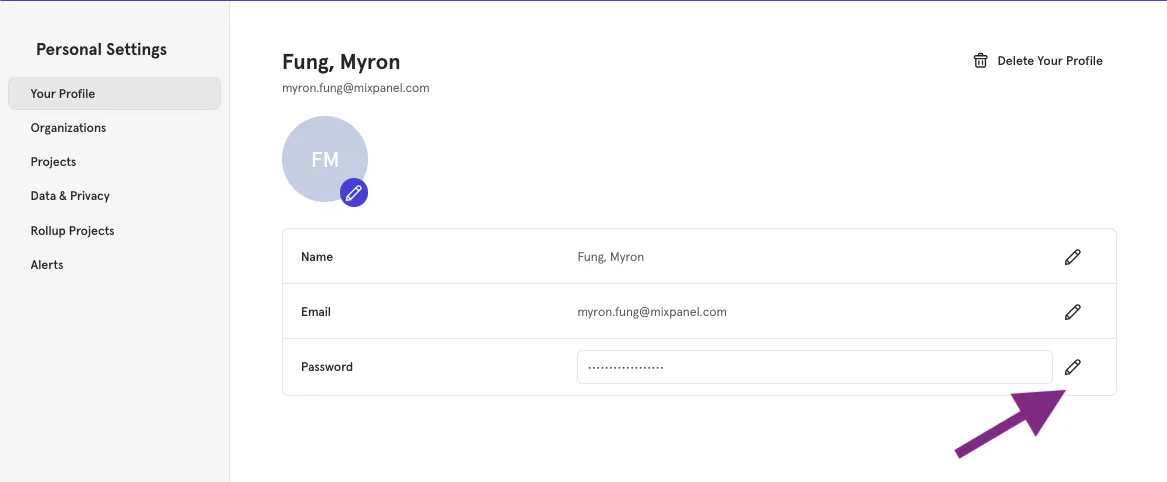 Personal Settings
Your Profile
Organizations
Projects
Data & Privacy
Rollup Projects
Alerts
Fung, Myron
myron.fung@mixpanel.com
Delete Your Profile
FM
Name Fung, Myron
Email myron.fung@mixpanel.com
Password ·················